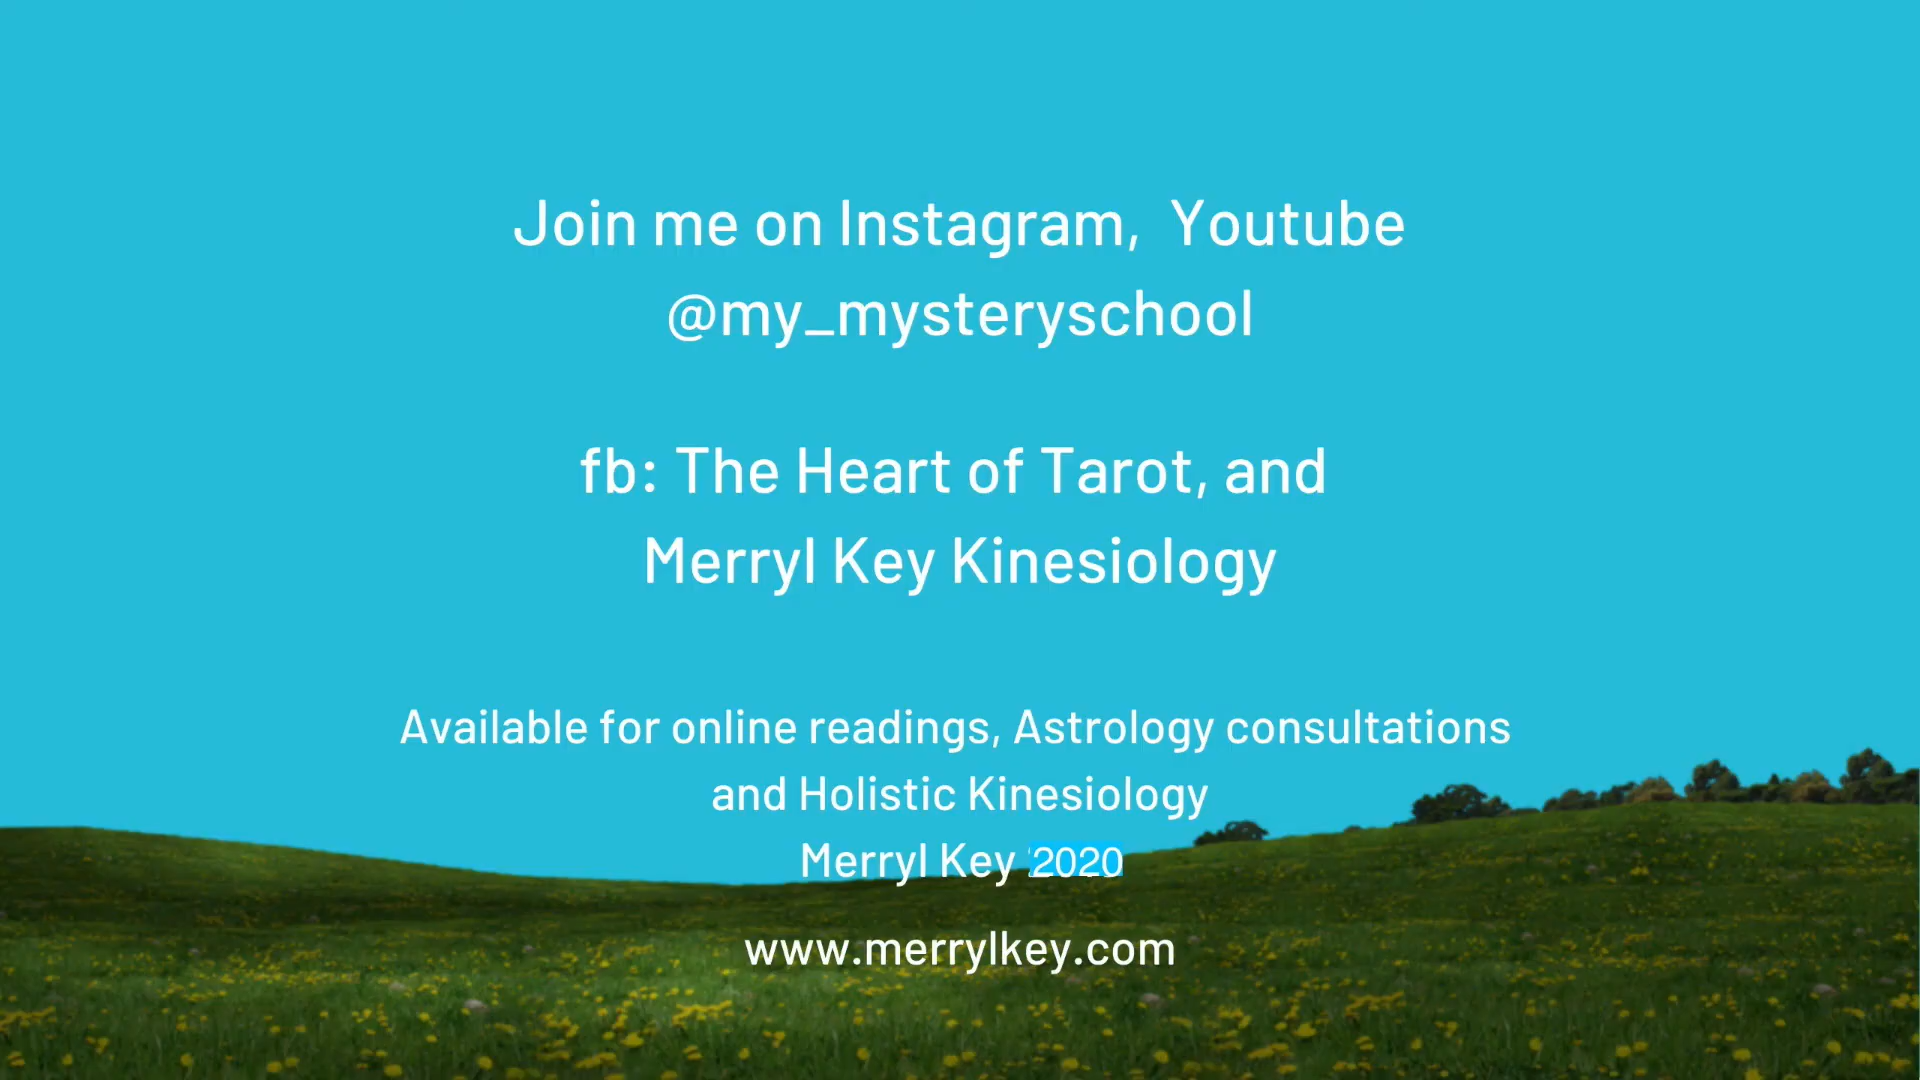 Join me on Instagram,  Youtube
@my_mysteryschool
fb: The Heart of Tarot, and
Merryl Key Kinesiology
Available for online readings, Astrology consultations
and Holistic Kinesiology
Merryl Key 2020
www.merrylkey.com